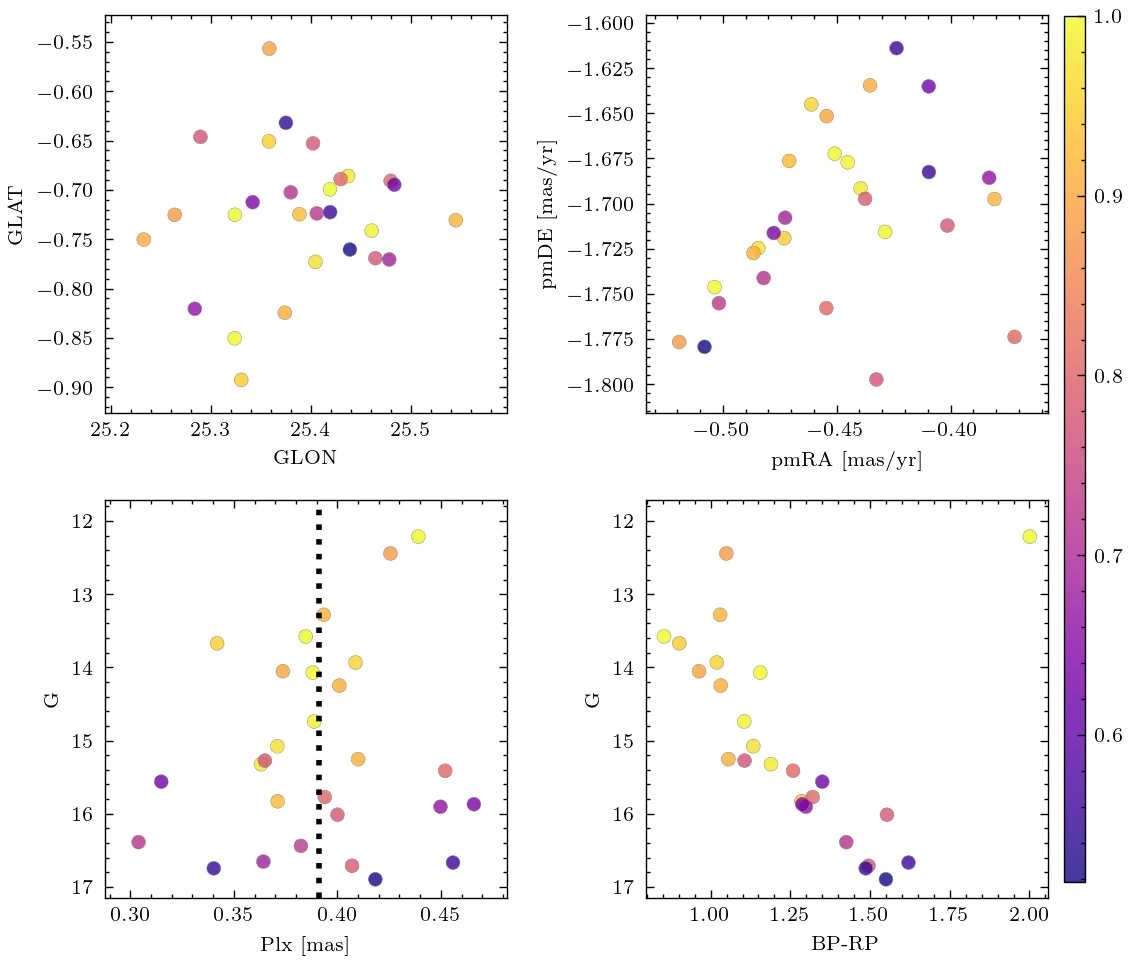 −0.55
−0.60
−0.65
−0.70
−0.75
−0.80
−0.85
−0.90
GLAT
25.2 25.3 25.4 25.5
GLON
−1.600
−1.625
−1.650
−1.675
−1.700
−1.725
−1.750
−1.775
−1.800
pmDE [mas/yr]
−0.50 −0.45 −0.40
pmRA [mas/yr]
12
13
14
15
16
17
G
0.30 0.35 0.40 0.45
Plx [mas]
12
13
14
15
16
17
G
1.00 1.25 1.50 1.75 2.00
BP-RP
1.0
0.9
0.8
0.7
0.6